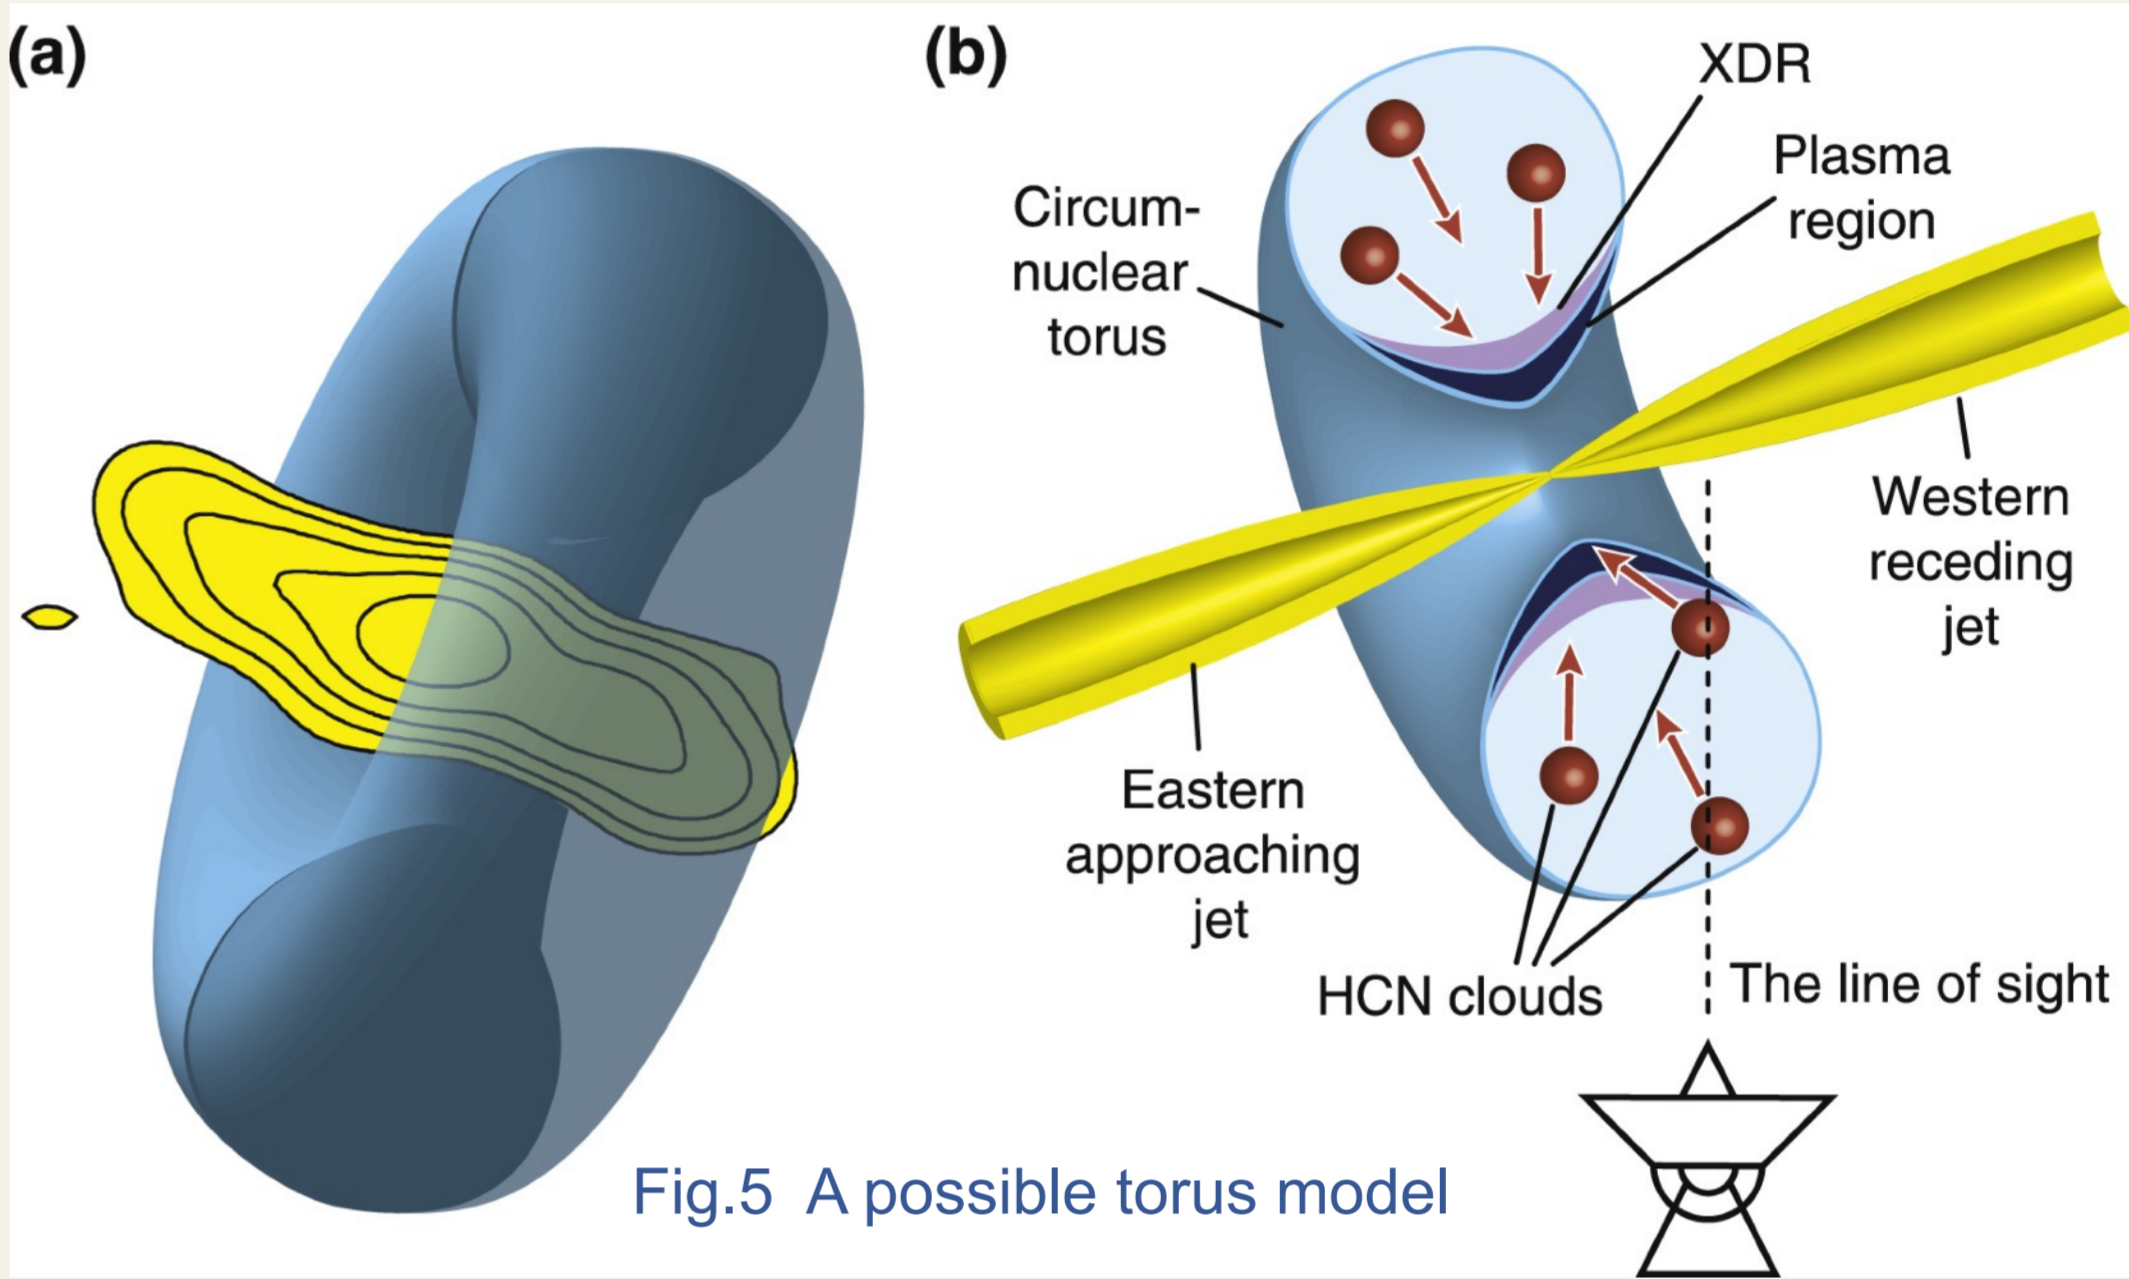 (a)
(b)
XDR
Plasma
region
Circum-
nuclear
torus
Western
receding
jet
Eastern
approaching
jet
HCN clouds
The line of sight
Fig.5 A possible torus model